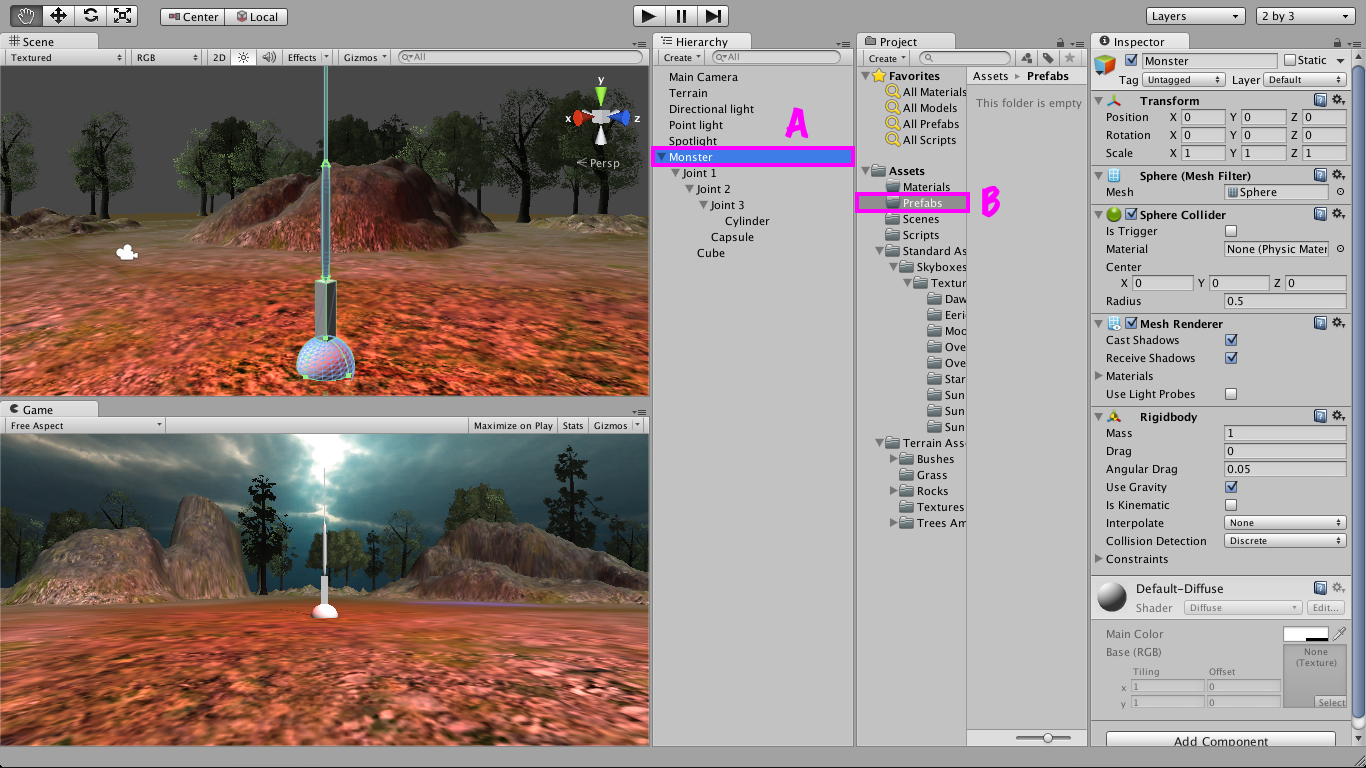 Center
Local
Layers
2 by 3
Scene
Textured
RGB
2D
Effects
Gizmos
All
y
x
z
Persp
Game
Free Aspect
Maximize on Play
Stats
Gizmos
Hierarchy
Create
All
Main Camera
Terrain
Directional light
Point light
Spotlight
A
Monster
Joint 1
Joint 2
Joint 3
Cylinder
Capsule
Cube
Project
Create
Favorites
All Materials
All Models
All Prefabs
All Scripts
Assets
Materials
Prefabs
B
Scenes
Scripts
Standard As
Skyboxes
Textur
Daw
Eeri
Moo
Ove
Ove
Star
Sun
Sun
Sun
Terrain Ass
Bushes
Grass
Rocks
Textures
Trees Am
Assets ▸ Prefabs
This folder is empty
Inspector
Monster
Static
Tag Untagged Layer Default
Transform
Position X 0 Y 0 Z 0
Rotation X 0 Y 0 Z 0
Scale X 1 Y 1 Z 1
Sphere (Mesh Filter)
Mesh Sphere
Sphere Collider
Is Trigger
Material None (Physic Mater
Center
X 0 Y 0 Z 0
Radius 0.5
Mesh Renderer
Cast Shadows
Receive Shadows
Materials
Use Light Probes
Rigidbody
Mass 1
Drag 0
Angular Drag 0.05
Use Gravity
Is Kinematic
Interpolate None
Collision Detection Discrete
Constraints
Default-Diffuse
Shader Diffuse Edit...
Main Color
Base (RGB)
None
(Texture)
Tiling Offset
x 1 0
y 1 0
Select
Add Component